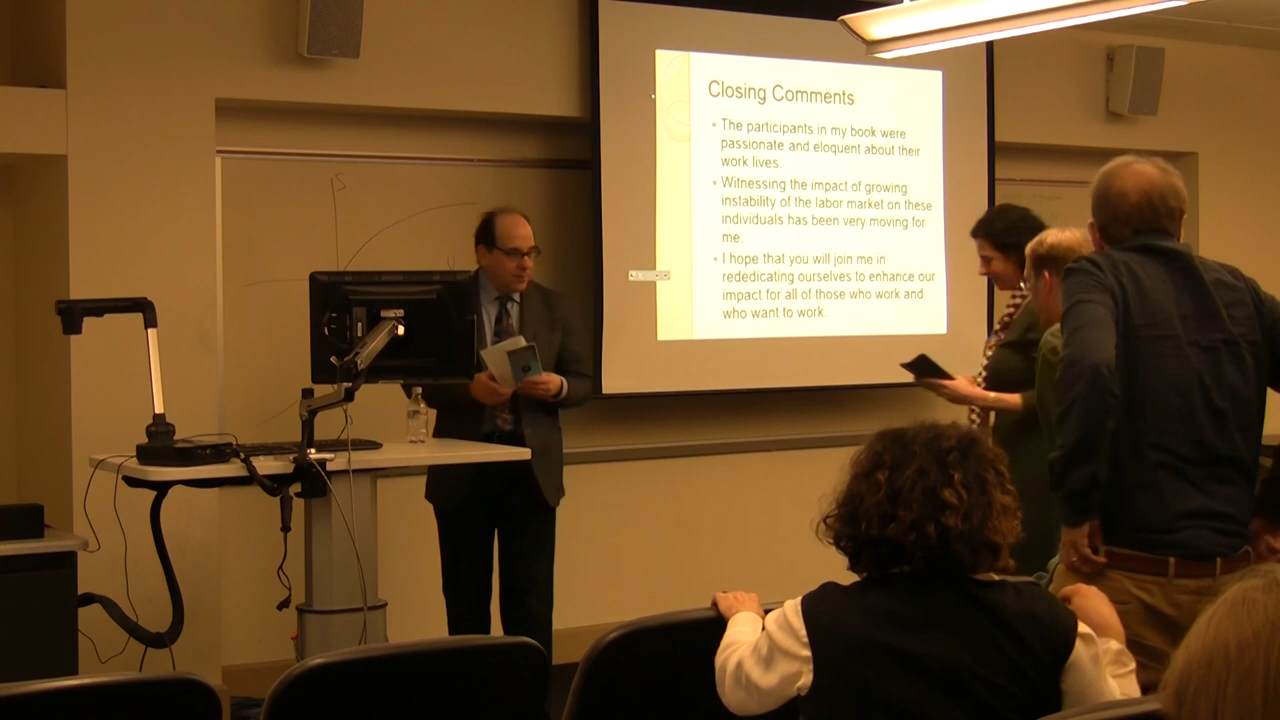 Closing Comments
• The participants in my book were
passionate and eloquent about their
work lives.
• Witnessing the impact of growing
instability of the labor market on these
individuals has been very moving for
me.
• I hope that you will join me in
rededicating ourselves to enhance our
impact for all of those who work and
who want to work.